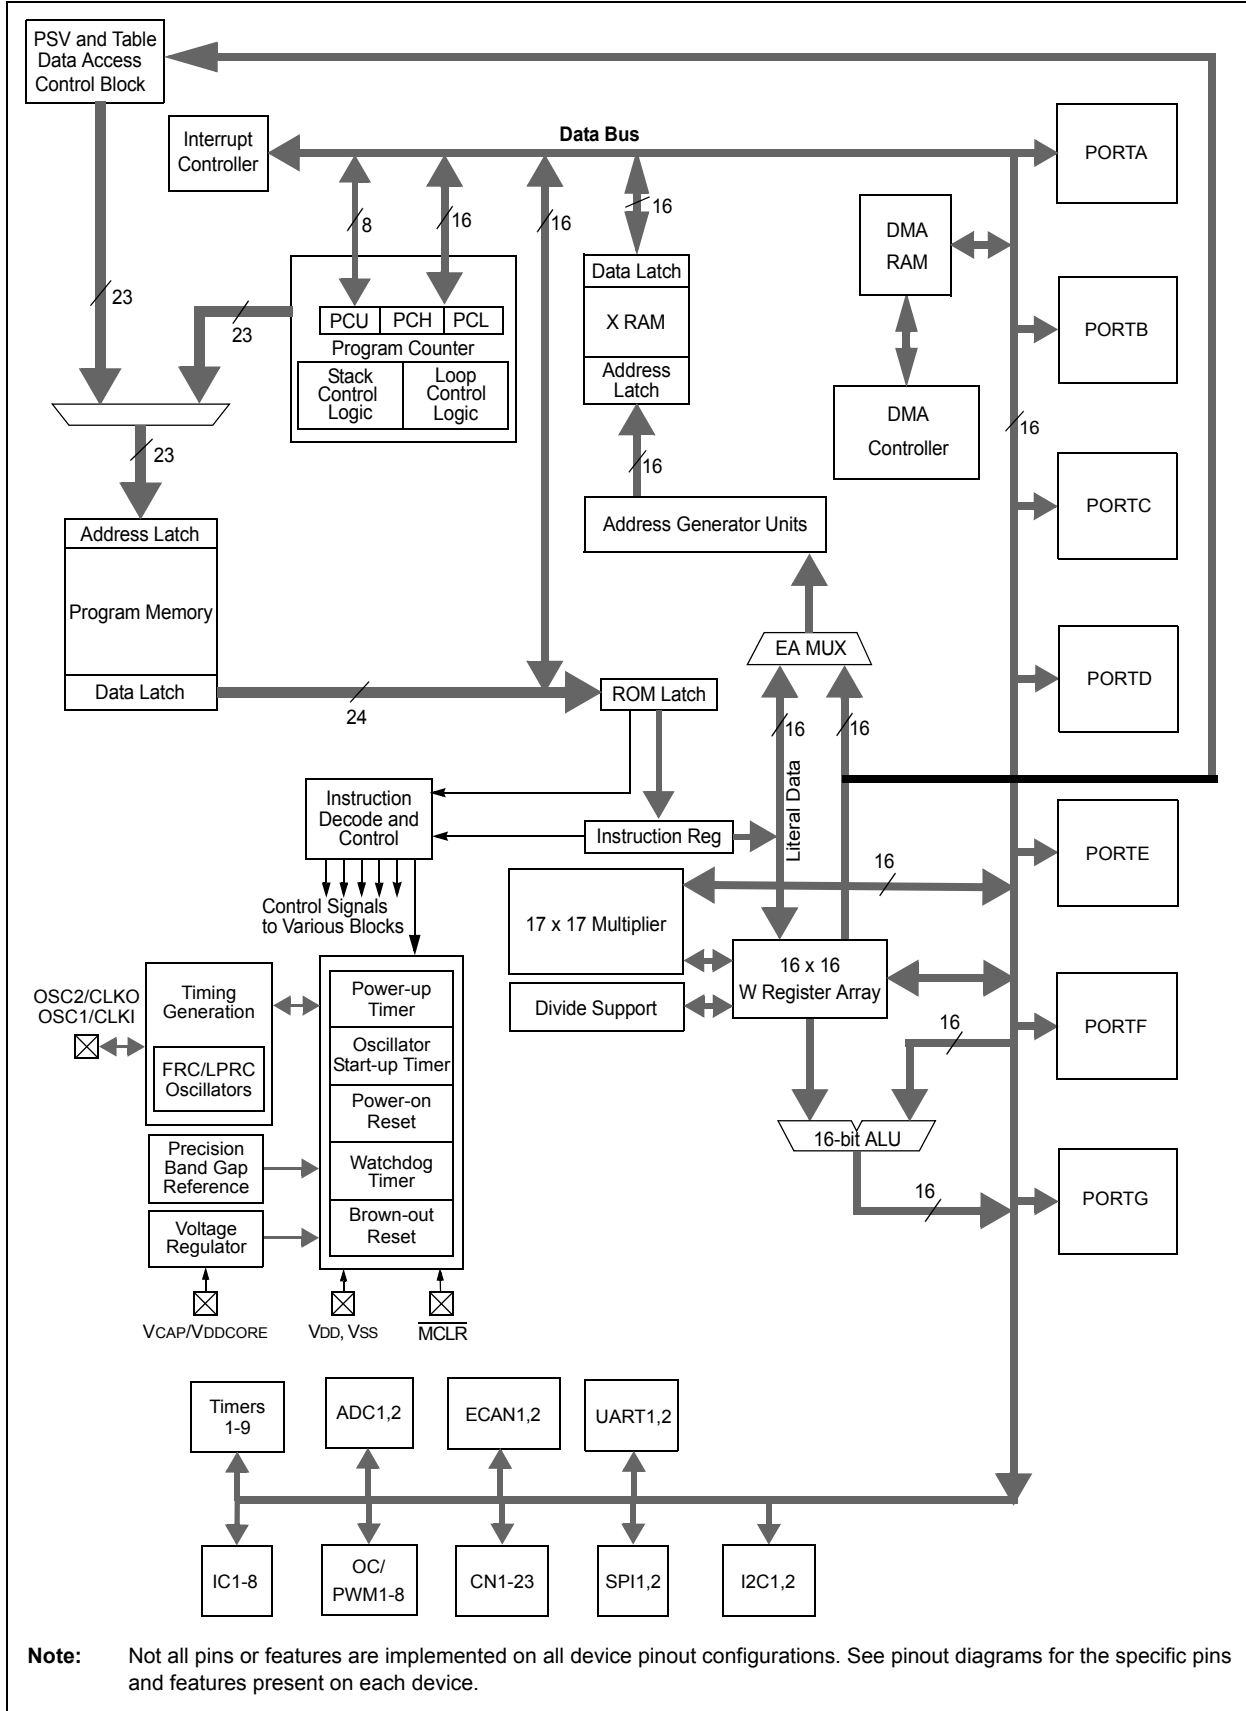 PSV and Table
Data Access
Control Block
Interrupt
Controller
Data Bus
PORTA
8
16
16
16
DMA
RAM
Data Latch
X RAM
Address
Latch
PCU
PCH
PCL
Program Counter
Stack
Control
Logic
Loop
Control
Logic
23
23
PORTB
DMA
Controller
16
23
16
Address Generator Units
PORTC
Address Latch
Program Memory
Data Latch
24
EA MUX
ROM Latch
PORTD
16
16
Literal Data
Instruction
Decode and
Control
Instruction Reg
PORTE
16
Control Signals
to Various Blocks
17 x 17 Multiplier
16 x 16
W Register Array
Divide Support
OSC2/CLKO
OSC1/CLKI
Timing
Generation
FRC/LPRC
Oscillators
Power-up
Timer
Oscillator
Start-up Timer
Power-on
Reset
Watchdog
Timer
Brown-out
Reset
PORTF
16
16-bit ALU
Precision
Band Gap
Reference
Voltage
Regulator
16
PORTG
VCAP/VDDCORE
VDD, VSS
MCLR
Timers
1-9
ADC1,2
ECAN1,2
UART1,2
IC1-8
OC/
PWM1-8
CN1-23
SPI1,2
I2C1,2
Note: Not all pins or features are implemented on all device pinout configurations. See pinout diagrams for the specific pins
and features present on each device.